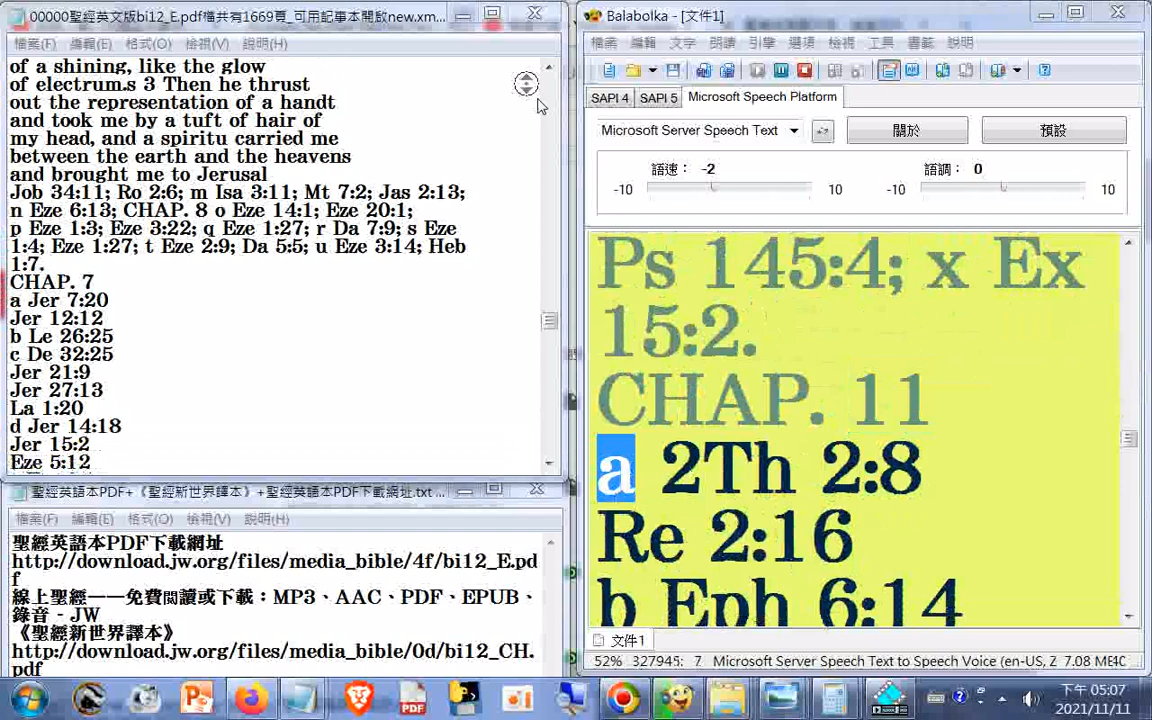 00000聖經英文版bi12_E.pdf檔共有1669頁_可用記事本開啟new.xm...
檔案(F) 編輯(E) 格式(O) 檢視(V) 說明(H)
of a shining, like the glow
of electrum.s 3 Then he thrust
out the representation of a handt
and took me by a tuft of hair of
my head, and a spiritu carried me
between the earth and the heavens
and brought me to Jerusal
Job 34:11; Ro 2:6; m Isa 3:11; Mt 7:2; Jas 2:13;
n Eze 6:13; CHAP. 8 o Eze 14:1; Eze 20:1;
p Eze 1:3; Eze 3:22; q Eze 1:27; r Da 7:9; s Eze
1:4; Eze 1:27; t Eze 2:9; Da 5:5; u Eze 3:14; Heb
1:7.
CHAP. 7
a Jer 7:20
Jer 12:12
b Le 26:25
c De 32:25
Jer 21:9
Jer 27:13
La 1:20
d Jer 14:18
Jer 15:2
Eze 5:12
聖經英語本PDF+《聖經新世界譯本》+聖經英語本PDF下載網址.txt ...
檔案(F) 編輯(E) 格式(O) 檢視(V) 說明(H)
聖經英語本PDF下載網址
http://download.jw.org/files/media_bible/4f/bi12_E.pd
f
線上聖經——免費閱讀或下載：MP3、AAC、PDF、EPUB、
錄音 - JW
《聖經新世界譯本》
http://download.jw.org/files/media_bible/0d/bi12_CH.
pdf
Balabolka - [文件1]
檔案 編輯 文字 朗讀 引擎 選項 檢視 工具 書籤 說明
SAPI 4 SAPI 5 Microsoft Speech Platform
Microsoft Server Speech Text 關於 預設
語速： -2 語調： 0
-10 10 -10 10
Ps 145:4; x Ex
15:2.
CHAP. 11
a 2Th 2:8
Re 2:16
b Eph 6:14
文件1
52% 327945: 7 Microsoft Server Speech Text to Speech Voice (en-US, Z 7.08 ME
下午 05:07
2021/11/11